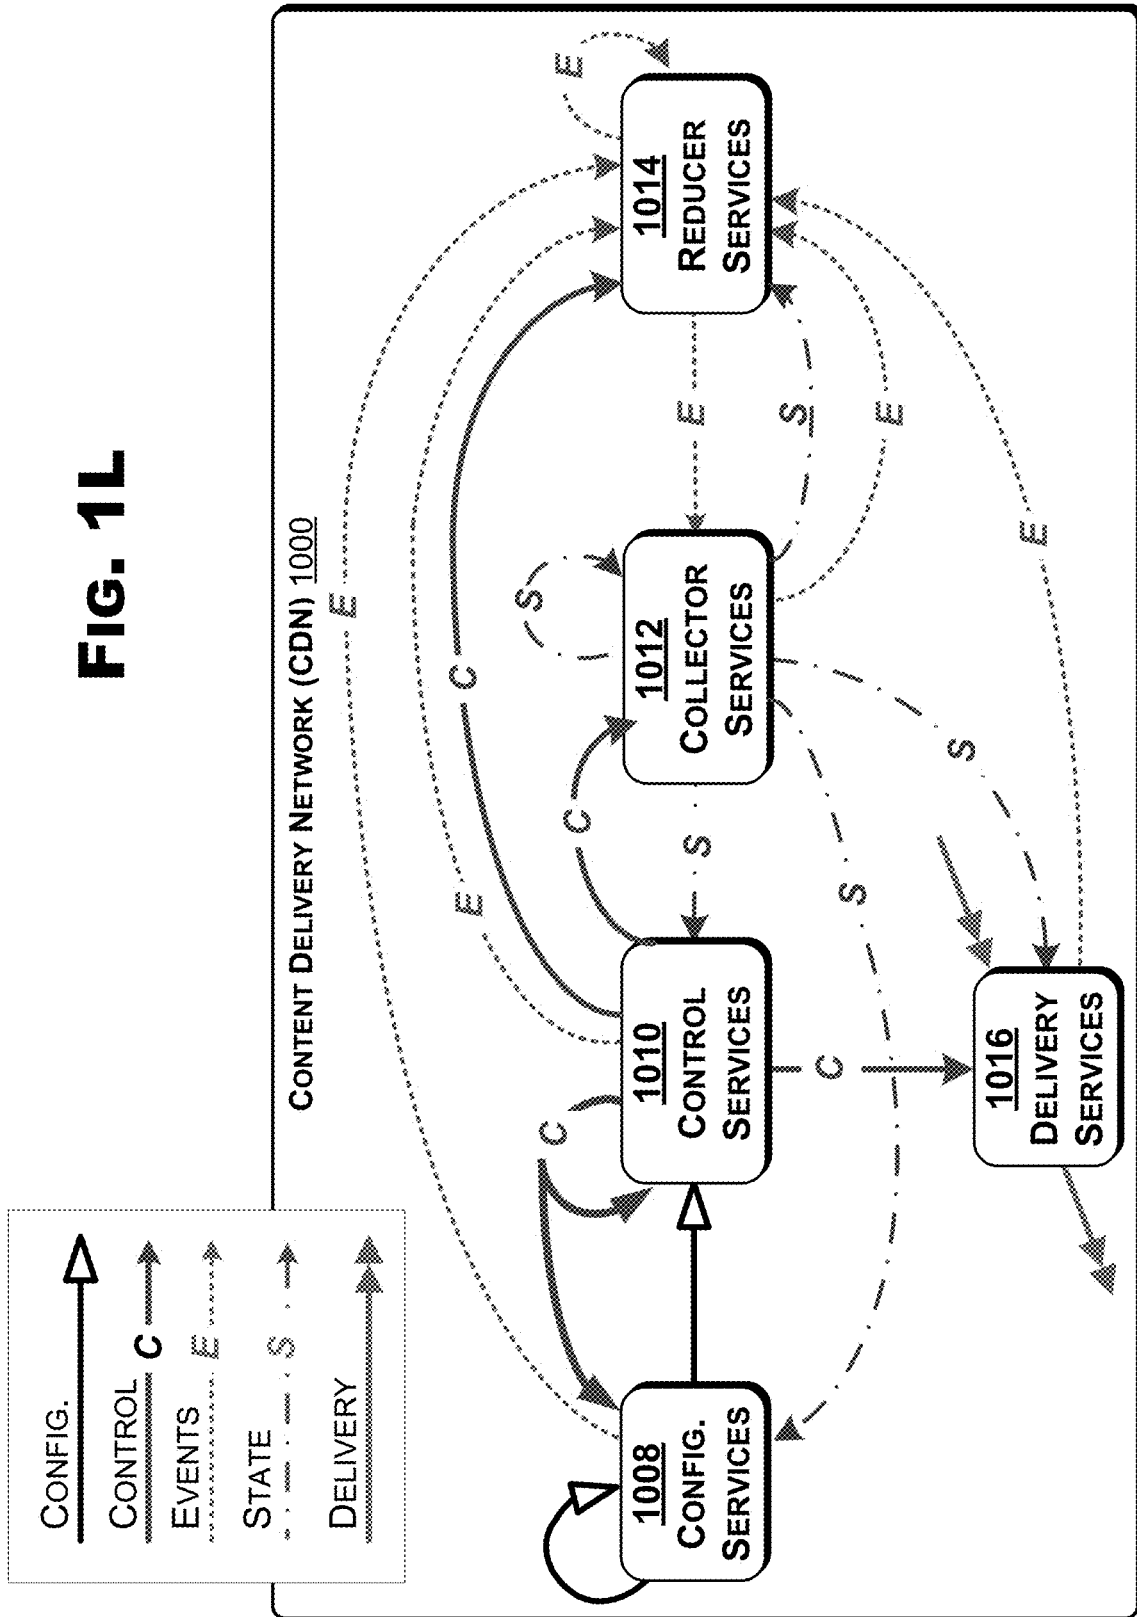 FIG. 1L
CONFIG.
CONTROL C
EVENTS E
STATE S
DELIVERY
CONTENT DELIVERY NETWORK (CDN) 1000
E
E
C
E
C
C
S
1008
CONFIG.
SERVICES
1010
CONTROL
SERVICES
S
1012
COLLECTOR
SERVICES
E
1014
REDUCER
SERVICES
S
E
C
S
S
E
1016
DELIVERY
SERVICES